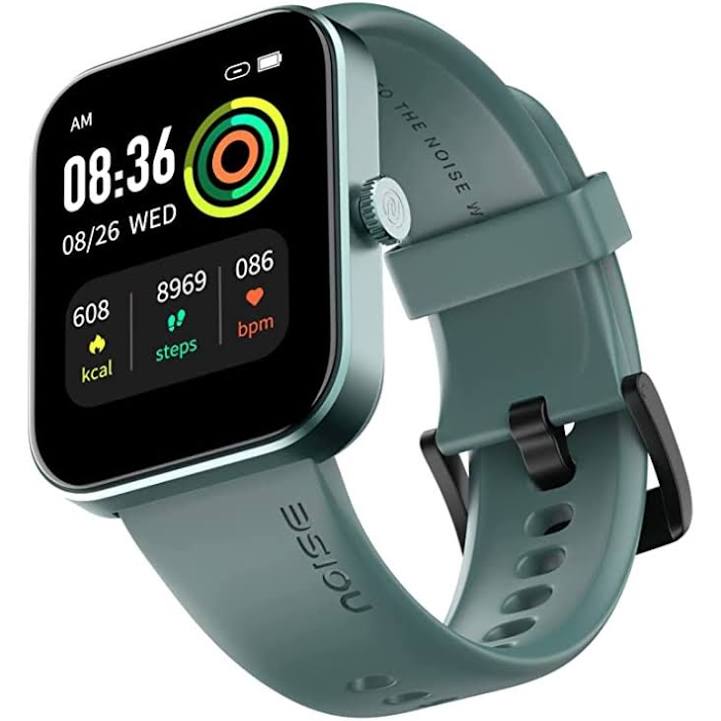 AM
08:36
08/26 WED
608
kcal
8969
steps
086
bpm
TO THE NOISE W
NOISE